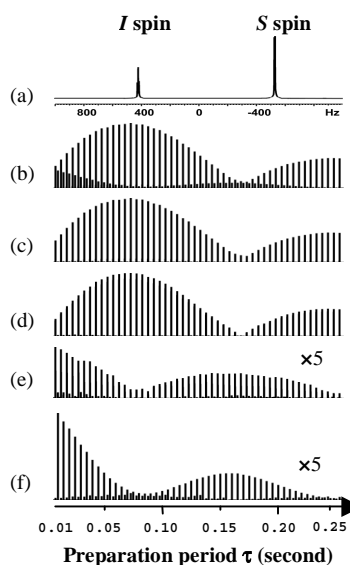 I spin S spin
(a)
800 400 0 -400 Hz
(b)
(c)
(d)
(e) ×5
(f) ×5
0.01 0.05 0.10 0.15 0.20 0.25
Preparation period τ (second)